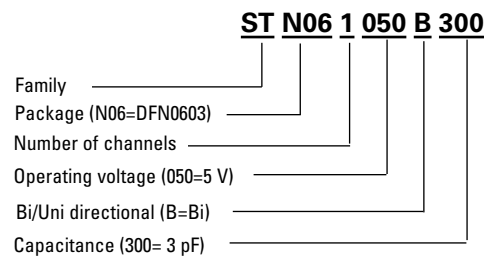 ST N06 1 050 B 300
Family
Package (N06=DFN0603)
Number of channels
Operating voltage (050=5 V)
Bi/Uni directional (B=Bi)
Capacitance (300= 3 pF)